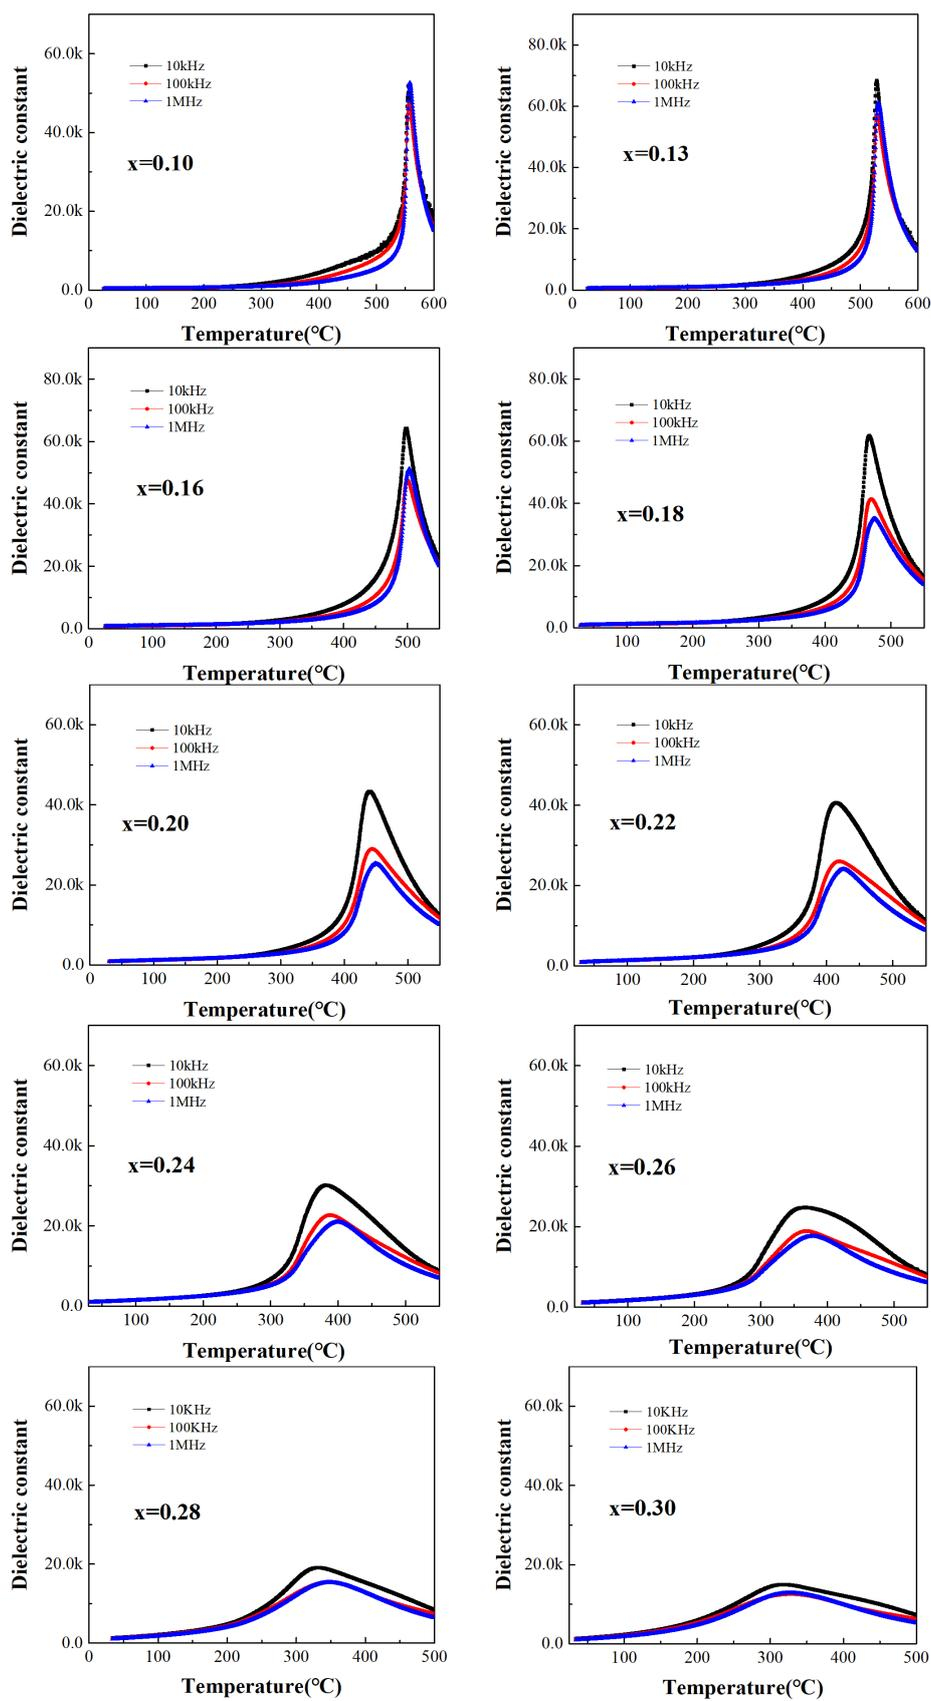 60.0k
40.0k
20.0k
0.0
Dielectric constant
10kHz
100kHz
1MHz
x=0.10
0 100 200 300 400 500 600
Temperature(°C)
80.0k
60.0k
40.0k
20.0k
0.0
Dielectric constant
10kHz
100kHz
1MHz
x=0.13
0 100 200 300 400 500 600
Temperature(°C)
80.0k
60.0k
40.0k
20.0k
0.0
Dielectric constant
10kHz
100kHz
1MHz
x=0.16
0 100 200 300 400 500
Temperature(°C)
80.0k
60.0k
40.0k
20.0k
0.0
Dielectric constant
10kHz
100kHz
1MHz
x=0.18
100 200 300 400 500
Temperature(°C)
60.0k
40.0k
20.0k
0.0
Dielectric constant
10kHz
100kHz
1MHz
x=0.20
0 100 200 300 400 500
Temperature(°C)
60.0k
40.0k
20.0k
0.0
Dielectric constant
10kHz
100kHz
1MHz
x=0.22
100 200 300 400 500
Temperature(°C)
60.0k
40.0k
20.0k
0.0
Dielectric constant
10kHz
100kHz
1MHz
x=0.24
100 200 300 400 500
Temperature(°C)
60.0k
40.0k
20.0k
0.0
Dielectric constant
10kHz
100kHz
1MHz
x=0.26
100 200 300 400 500
Temperature(°C)
60.0k
40.0k
20.0k
0.0
Dielectric constant
10KHz
100KHz
1MHz
x=0.28
0 100 200 300 400 500
Temperature(°C)
60.0k
40.0k
20.0k
0.0
Dielectric constant
10KHz
100KHz
1MHz
x=0.30
100 200 300 400 500
Temperature(°C)